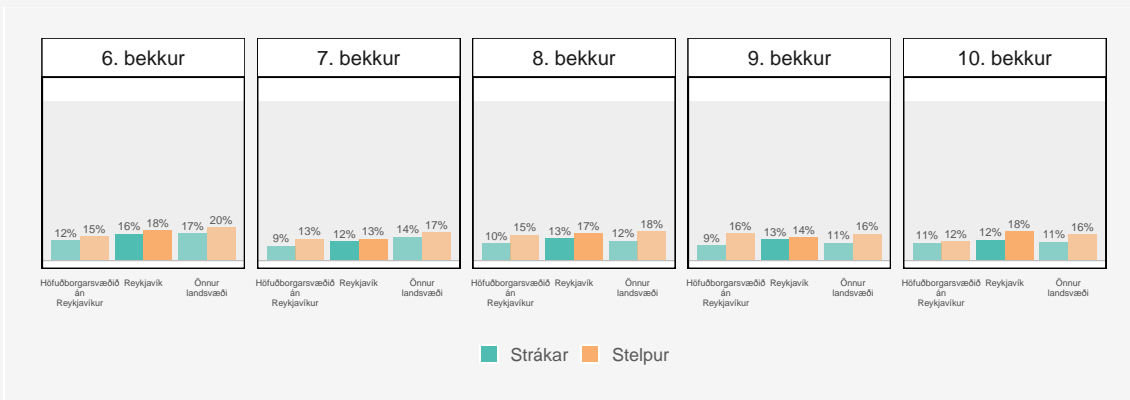 6. bekkur
7. bekkur
8. bekkur
9. bekkur
10. bekkur
12% 15% 16% 18% 17% 20%
9% 13% 12% 13% 14% 17%
10% 15% 13% 17% 12% 18%
9% 16% 13% 14% 11% 16%
11% 12% 12% 18% 11% 16%
Höfuðborgarsvæðið
án
Reykjavíkur
Reykjavík
Önnur
landsvæði
Höfuðborgarsvæðið
án
Reykjavíkur
Reykjavík
Önnur
landsvæði
Höfuðborgarsvæðið
án
Reykjavíkur
Reykjavík
Önnur
landsvæði
Höfuðborgarsvæðið
án
Reykjavíkur
Reykjavík
Önnur
landsvæði
Höfuðborgarsvæðið
án
Reykjavíkur
Reykjavík
Önnur
landsvæði
Strákar Stelpur